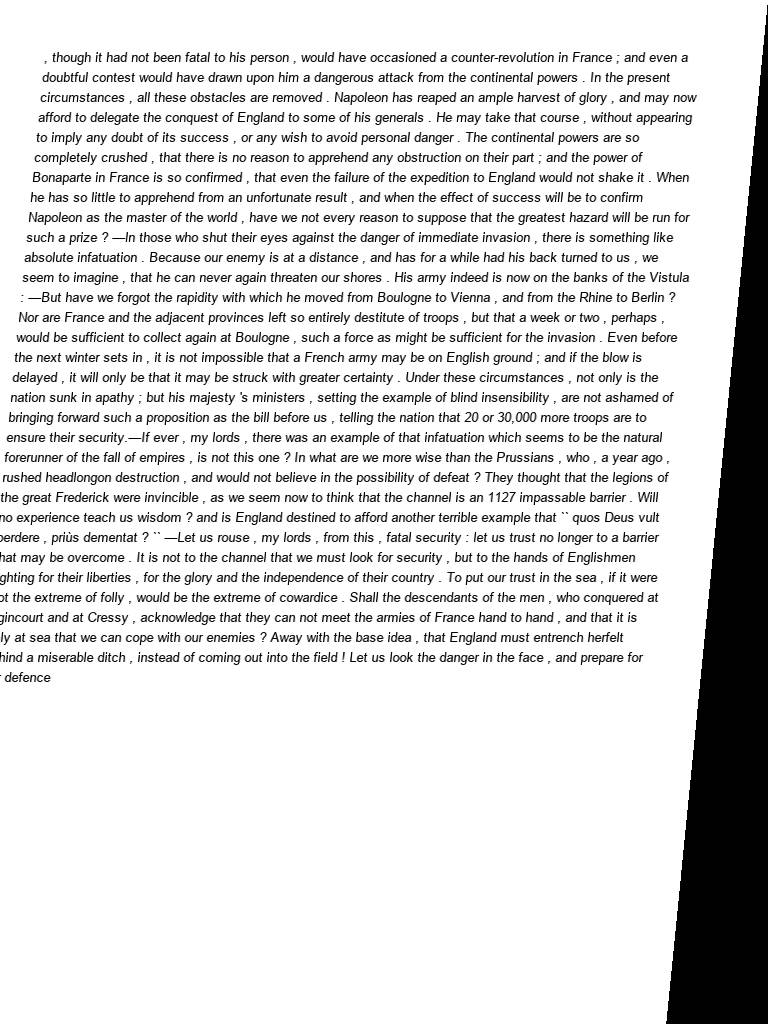 , though it had not been fatal to his person , would have occasioned a counter-revolution in France ; and even a
doubtful contest would have drawn upon him a dangerous attack from the continental powers . In the present
circumstances , all these obstacles are removed . Napoleon has reaped an ample harvest of glory , and may now
afford to delegate the conquest of England to some of his generals . He may take that course , without appearing
to imply any doubt of its success , or any wish to avoid personal danger . The continental powers are so
completely crushed , that there is no reason to apprehend any obstruction on their part ; and the power of
Bonaparte in France is so confirmed , that even the failure of the expedition to England would not shake it . When
he has so little to apprehend from an unfortunate result , and when the effect of success will be to confirm
Napoleon as the master of the world , have we not every reason to suppose that the greatest hazard will be run for
such a prize ? —In those who shut their eyes against the danger of immediate invasion , there is something like
absolute infatuation . Because our enemy is at a distance , and has for a while had his back turned to us , we
seem to imagine , that he can never again threaten our shores . His army indeed is now on the banks of the Vistula
: —But have we forgot the rapidity with which he moved from Boulogne to Vienna , and from the Rhine to Berlin ?
Nor are France and the adjacent provinces left so entirely destitute of troops , but that a week or two , perhaps ,
would be sufficient to collect again at Boulogne , such a force as might be sufficient for the invasion . Even before
the next winter sets in , it is not impossible that a French army may be on English ground ; and if the blow is
delayed , it will only be that it may be struck with greater certainty . Under these circumstances , not only is the
nation sunk in apathy ; but his majesty 's ministers , setting the example of blind insensibility , are not ashamed of
bringing forward such a proposition as the bill before us , telling the nation that 20 or 30,000 more troops are to
ensure their security.—If ever , my lords , there was an example of that infatuation which seems to be the natural
forerunner of the fall of empires , is not this one ? In what are we more wise than the Prussians , who , a year ago ,
rushed headlongon destruction , and would not believe in the possibility of defeat ? They thought that the legions of
the great Frederick were invincible , as we seem now to think that the channel is an 1127 impassable barrier . Will
no experience teach us wisdom ? and is England destined to afford another terrible example that `` quos Deus vult
perdere , priùs dementat ? `` —Let us rouse , my lords , from this , fatal security : let us trust no longer to a barrier
hat may be overcome . It is not to the channel that we must look for security , but to the hands of Englishmen
ghting for their liberties , for the glory and the independence of their country . To put our trust in the sea , if it were
ot the extreme of folly , would be the extreme of cowardice . Shall the descendants of the men , who conquered at
gincourt and at Cressy , acknowledge that they can not meet the armies of France hand to hand , and that it is
ly at sea that we can cope with our enemies ? Away with the base idea , that England must entrench herfelt
hind a miserable ditch , instead of coming out into the field ! Let us look the danger in the face , and prepare for
defence